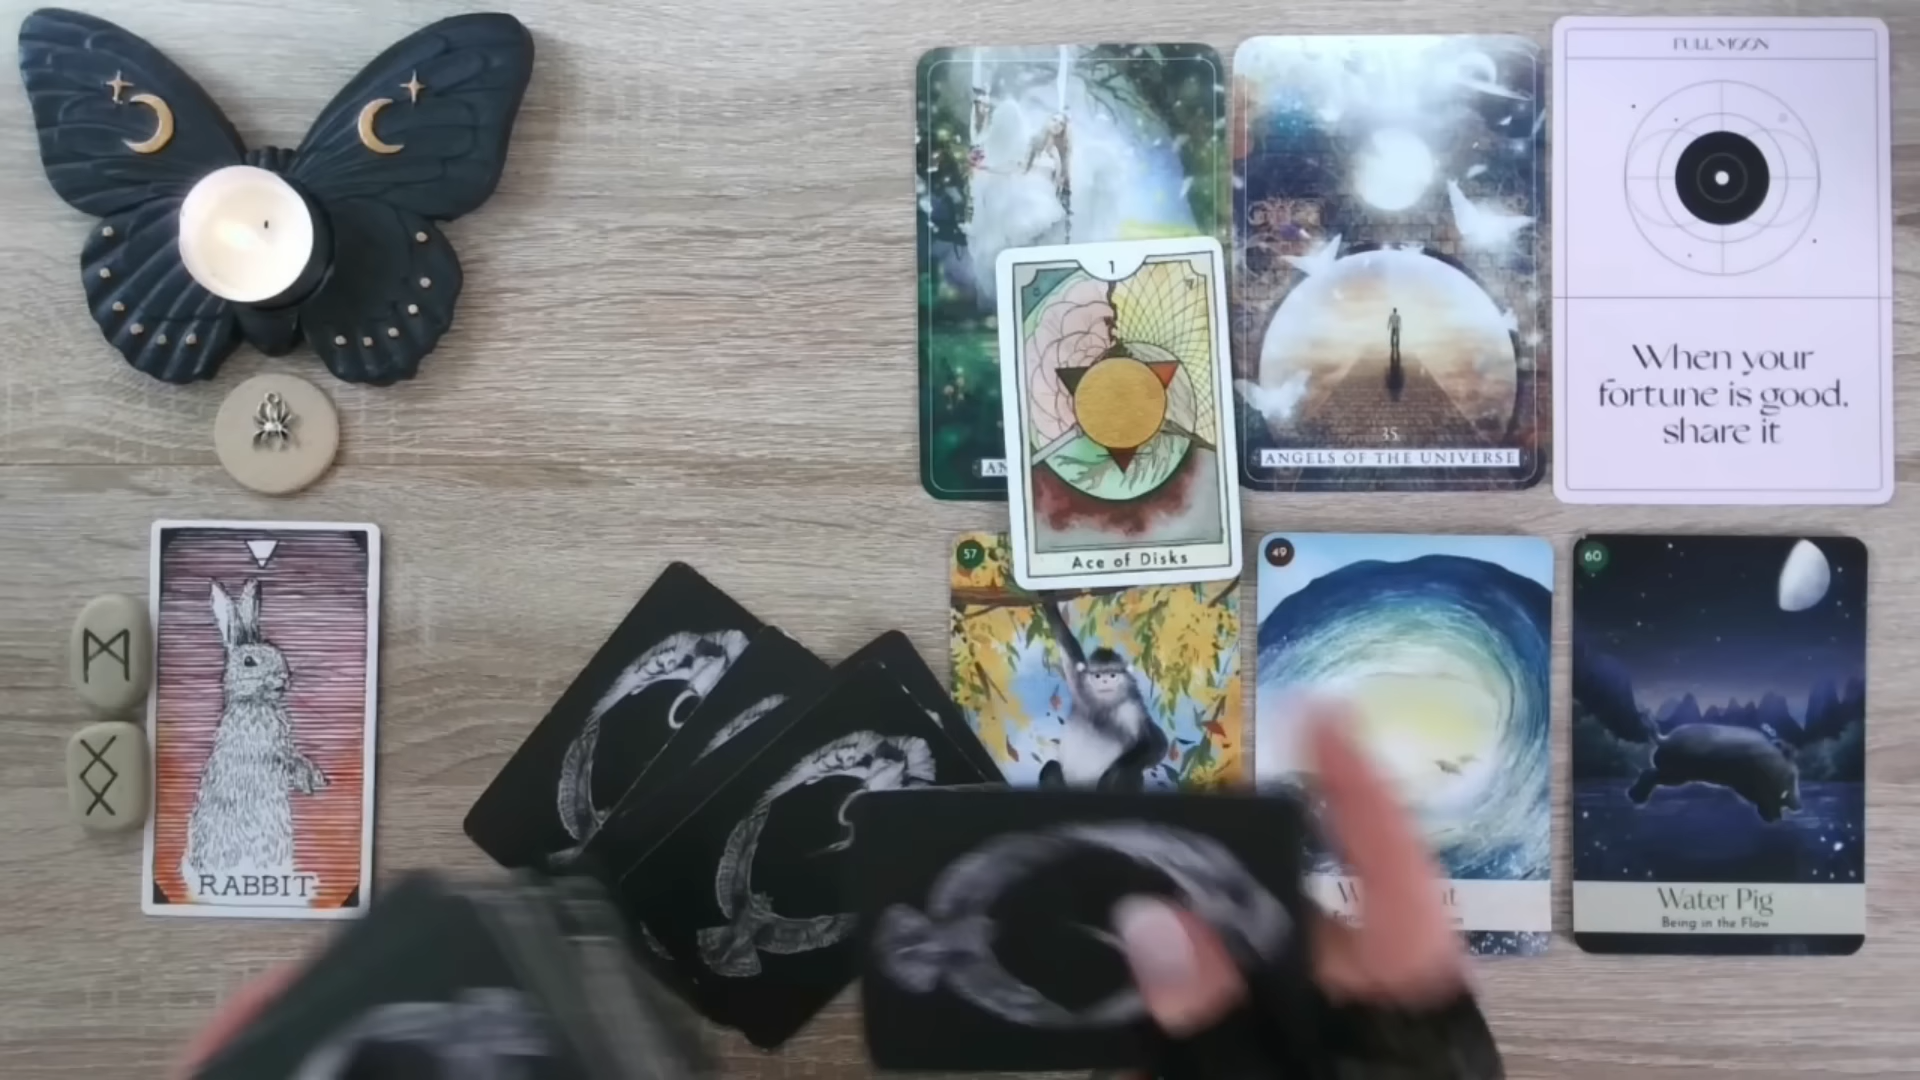 FULL MOON
When your
fortune is good,
share it
35
ANGELS OF THE UNIVERSE
AN
1
Ace of Disks
57
49
60
Water Pig
Being in the Flow
RABBIT